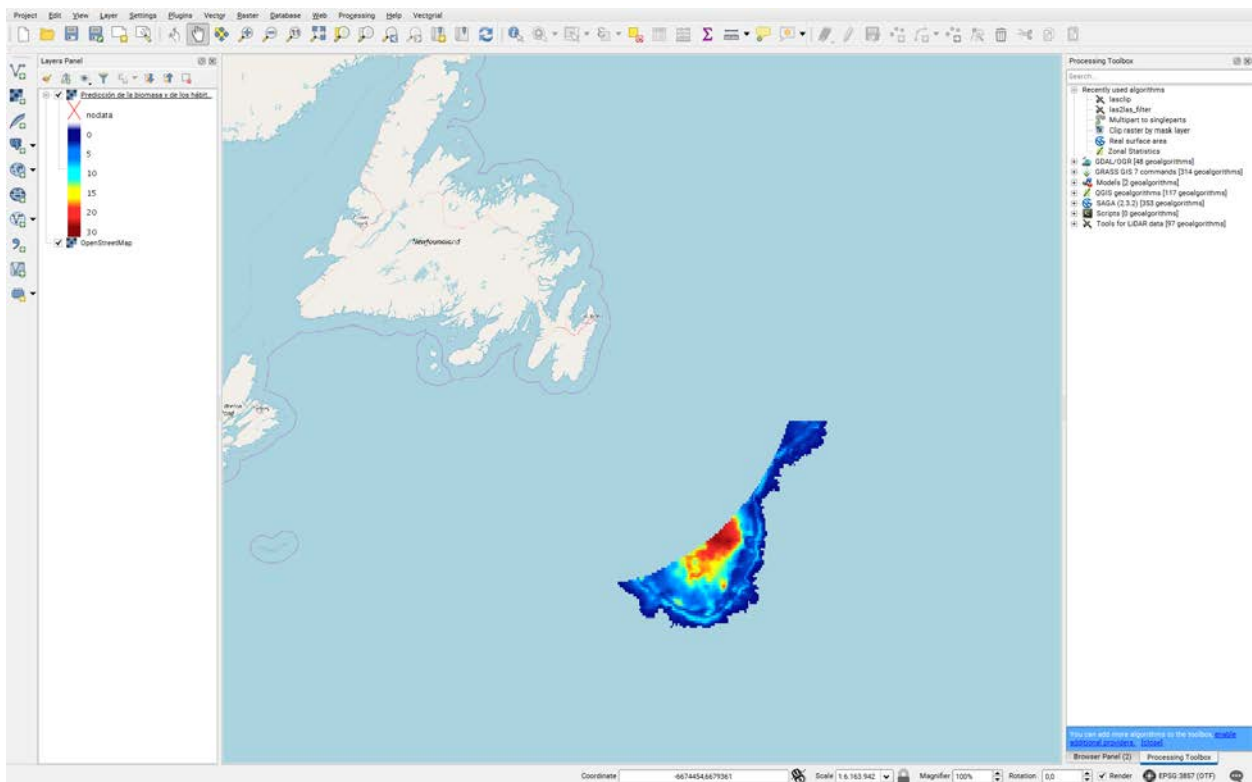 Project Edit View Layer Settings Plugins Vector Raster Database Web Processing Help Vectorial
Layers Panel
Predicción de la biomasa y de los hábit...
nodata
0
5
10
15
20
30
OpenStreetMap
Newfoundland
Processing Toolbox
Search...
Recently used algorithms
lasclip
las2las_filter
Multipart to singleparts
Clip raster by mask layer
Real surface area
Zonal Statistics
GDAL/OGR [48 geoalgorithms]
GRASS GIS 7 commands [314 geoalgorithms]
Models [2 geoalgorithms]
QGIS geoalgorithms [117 geoalgorithms]
SAGA (2.3.2) [353 geoalgorithms]
Scripts [0 geoalgorithms]
Tools for LiDAR data [97 geoalgorithms]
You can add more algorithms to the toolbox, enable
additional providers. [close]
Browser Panel (2) Processing Toolbox
Coordinate -6674454,6679361 Scale 1:6.163.942 Magnifier 100% Rotation 0,0 Render EPSG:3857 (OTF)